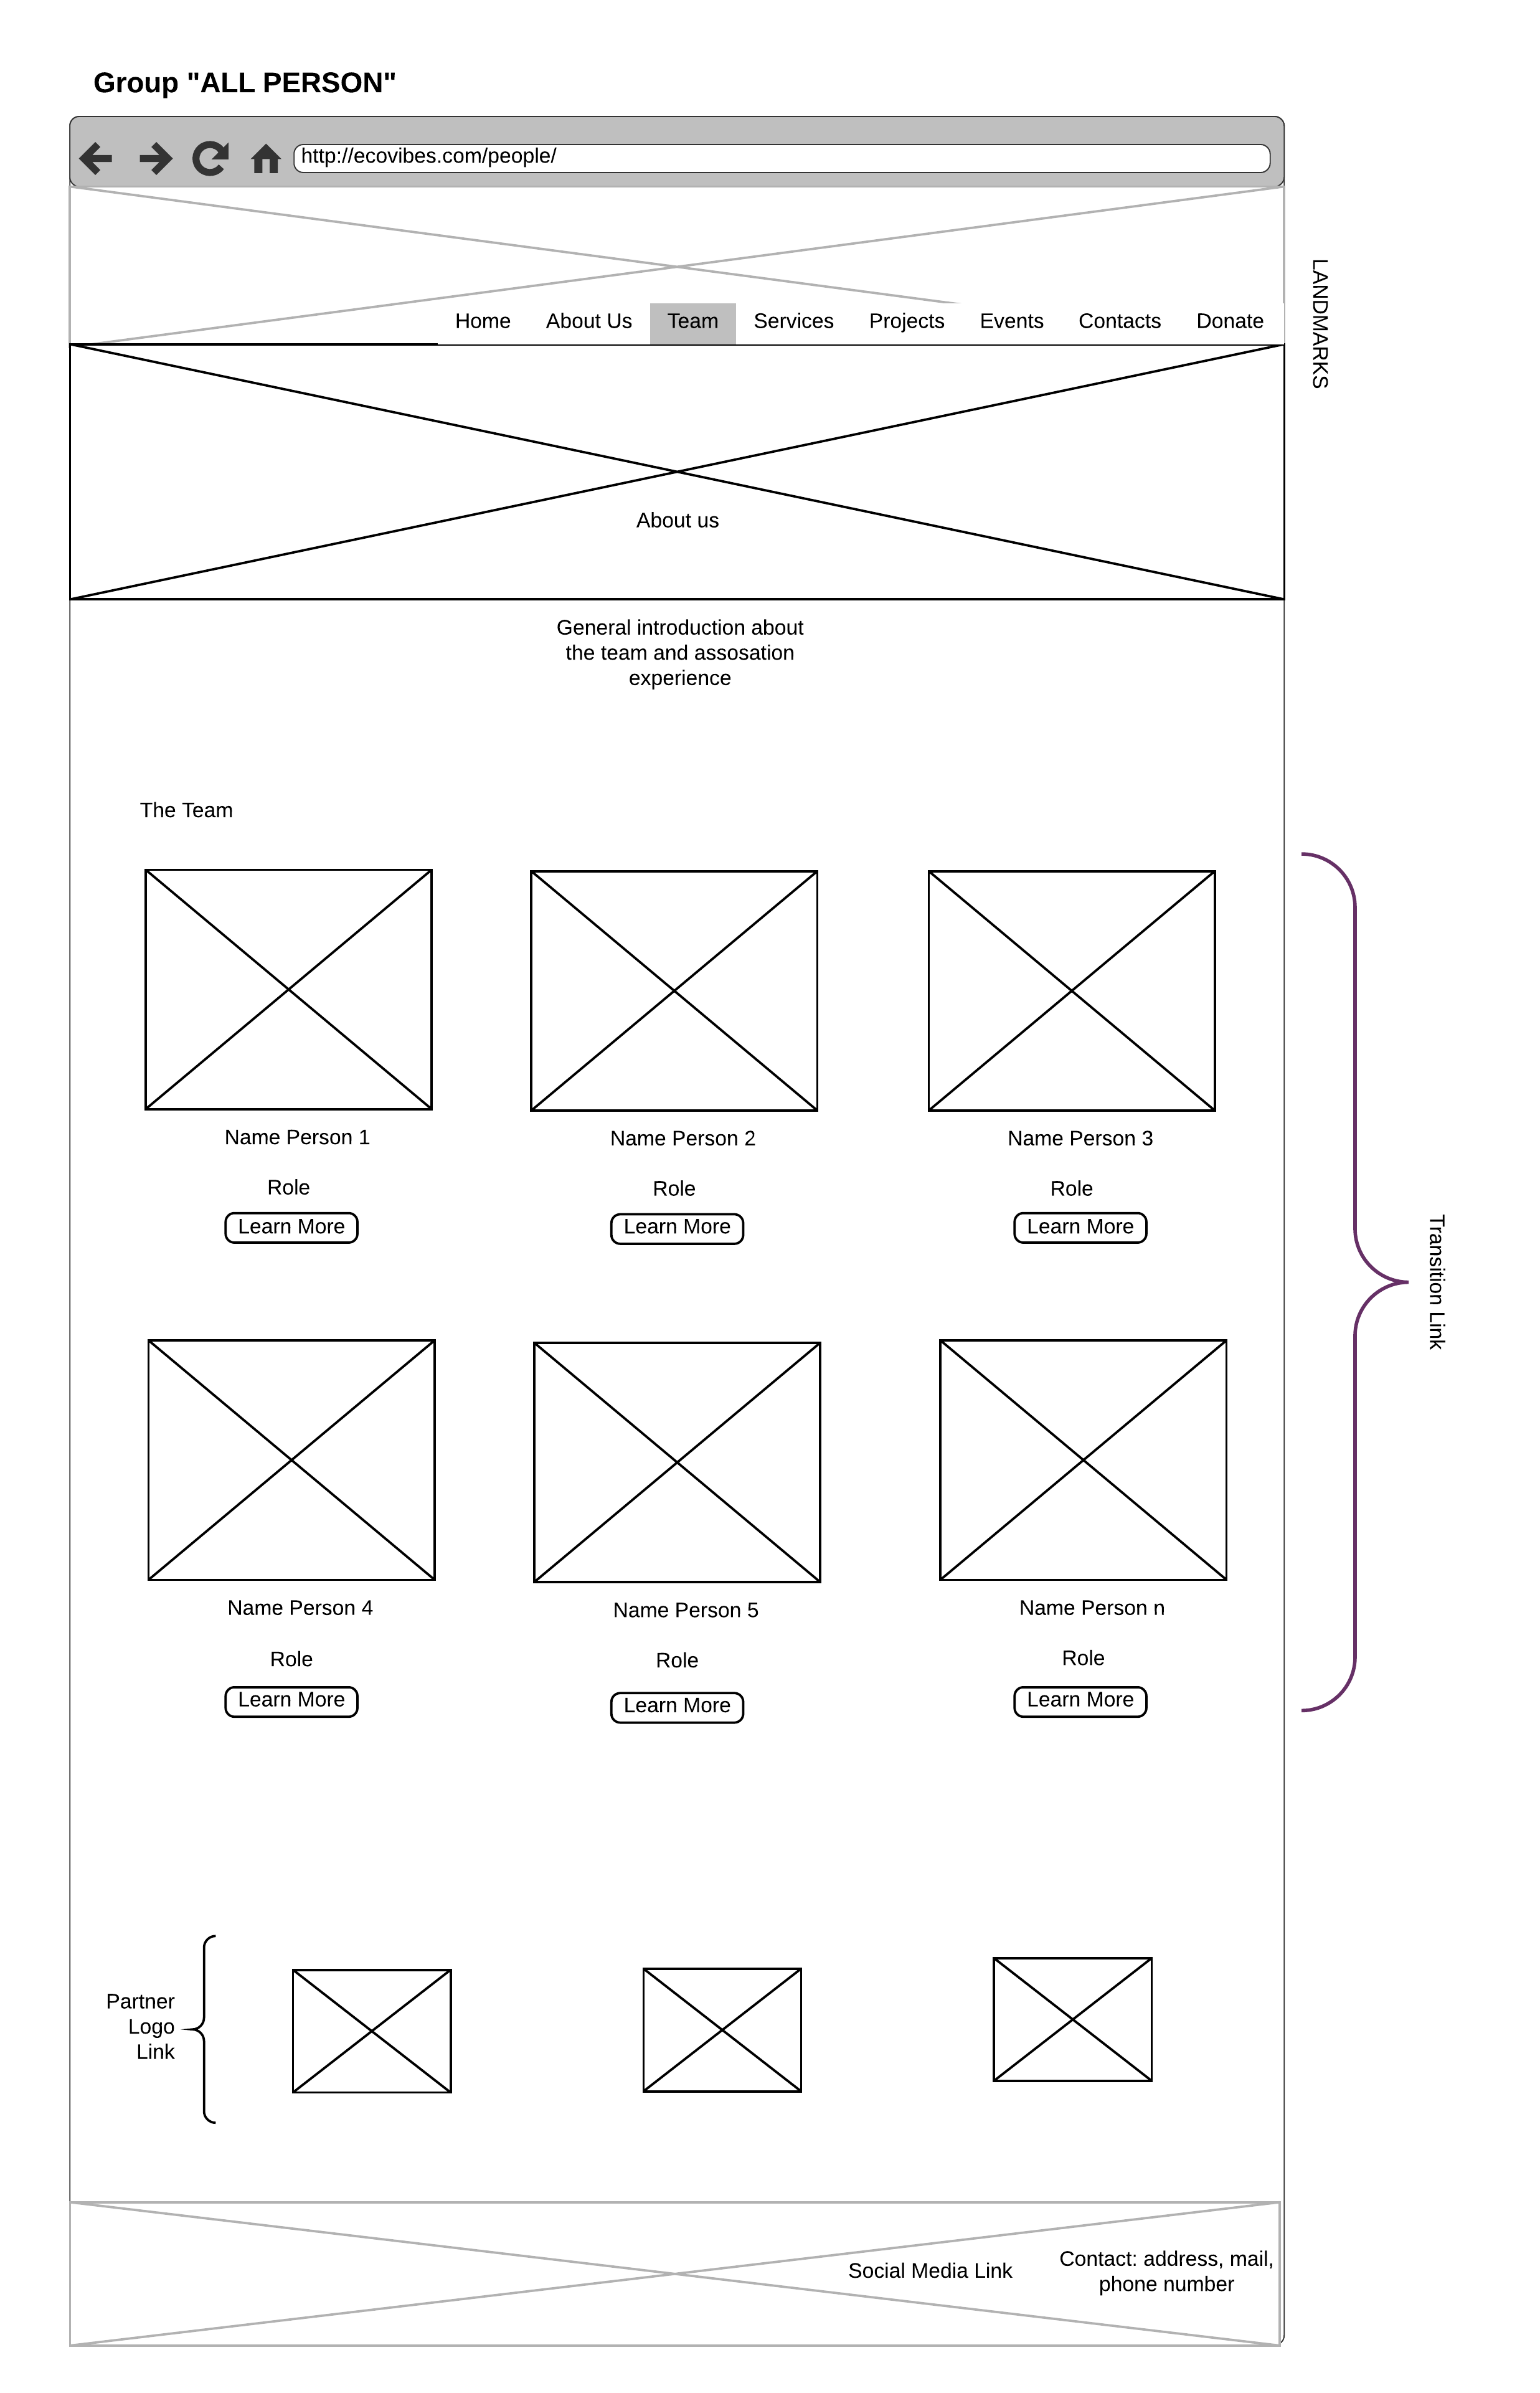 Group "ALL PERSON"
http://ecovibes.com/people/
Home About Us Team Services Projects Events Contacts Donate
LANDMARKS
About us
General introduction about
the team and assosation
experience
The Team
Name Person 1 Name Person 2 Name Person 3
Role Role Role
Learn More Learn More Learn More
Transition Link
Name Person 4 Name Person 5 Name Person n
Role Role Role
Learn More Learn More Learn More
Partner
Logo
Link
Social Media Link
Contact: address, mail,
phone number